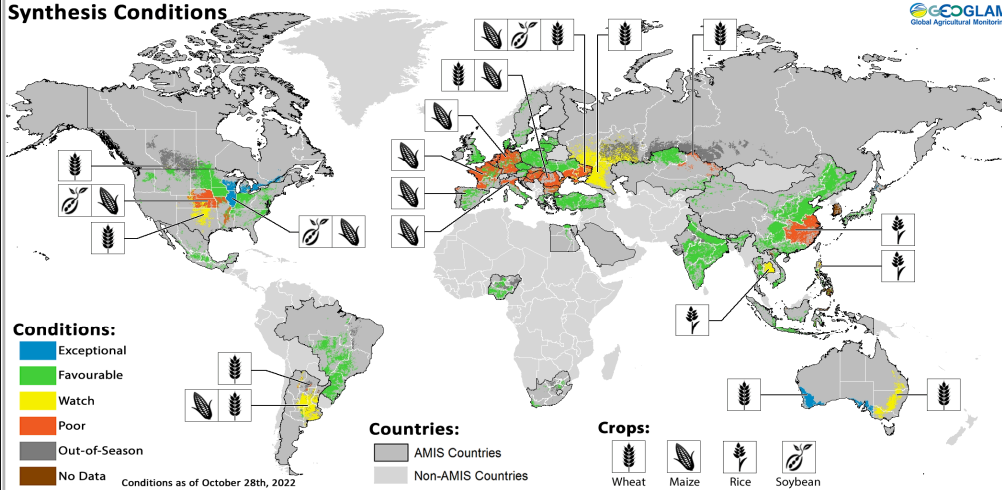 Synthesis Conditions
GEOGLAM
Global Agricultural Monitoring
Conditions:
Exceptional
Favourable
Watch
Poor
Out-of-Season
No Data
Conditions as of October 28th, 2022
Countries:
AMIS Countries
Non-AMIS Countries
Crops:
Wheat
Maize
Rice
Soybean